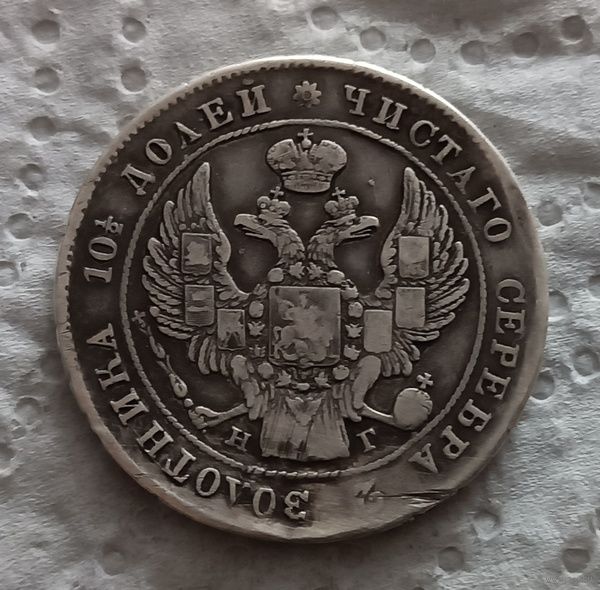 ЗОЛОТНИКА 10½ ДОЛЕЙ * ЧИСТАГО СЕРЕБРА
Н Г